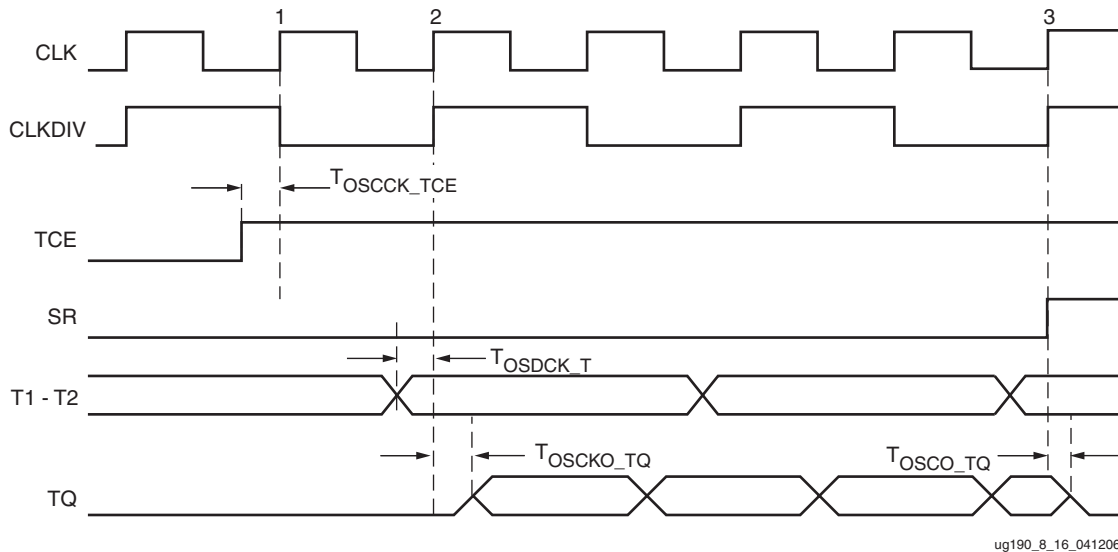 1 2 3
CLK
CLKDIV
TOSCCK_TCE
TCE
SR
TOSDCK_T
T1 - T2
TOSCKO_TQ TOSCO_TQ
TQ
ug190_8_16_041206